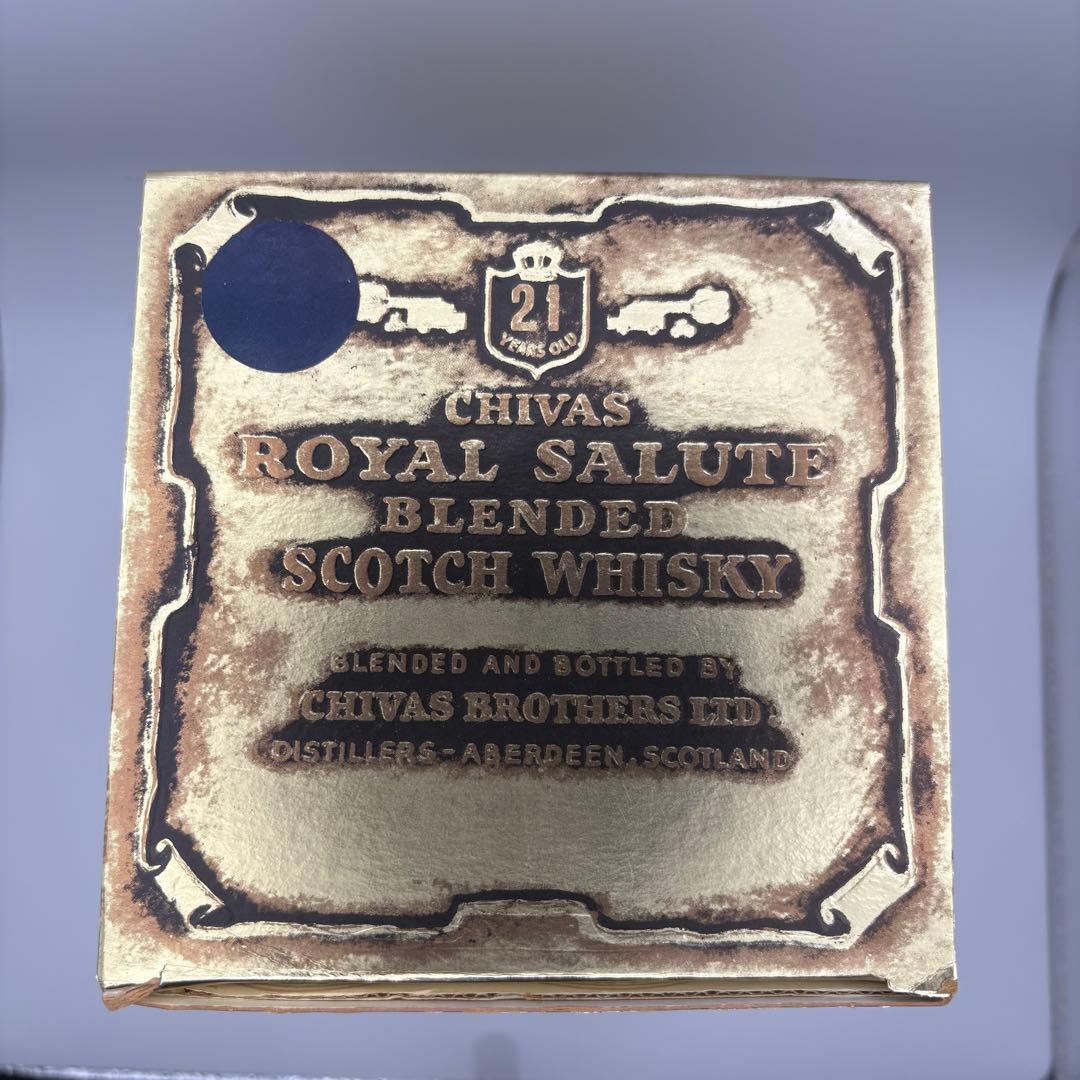 21
YEARS OLD
CHIVAS
ROYAL SALUTE
BLENDED
SCOTCH WHISKY
BLENDED AND BOTTLED BY
CHIVAS BROTHERS LTD.
DISTILLERS-ABERDEEN.SCOTLAND